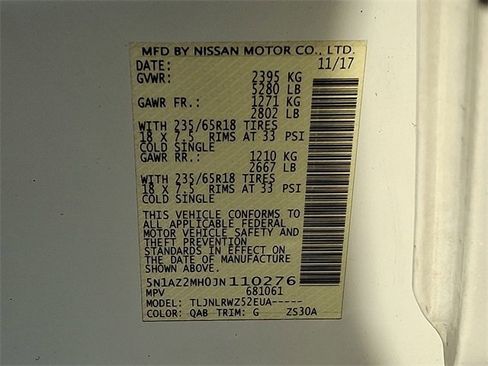 MFD BY NISSAN MOTOR CO., LTD.
DATE: 11/17
GVWR: 2395 KG
5280 LB
GAWR FR.: 1271 KG
2802 LB
WITH 235/65R18 TIRES
18 X 7.5 RIMS AT 33 PSI
COLD SINGLE
GAWR RR.: 1210 KG
2667 LB
WITH 235/65R18 TIRES
18 X 7.5 RIMS AT 33 PSI
COLD SINGLE
THIS VEHICLE CONFORMS TO
ALL APPLICABLE FEDERAL
MOTOR VEHICLE SAFETY AND
THEFT PREVENTION
STANDARDS IN EFFECT ON
THE DATE OF MANUFACTURE
SHOWN ABOVE.
5N1AZ2MH0JN110276
MPV 681061
MODEL: TLJNLRWZ52EUA-----
COLOR: QAB TRIM: G ZS30A